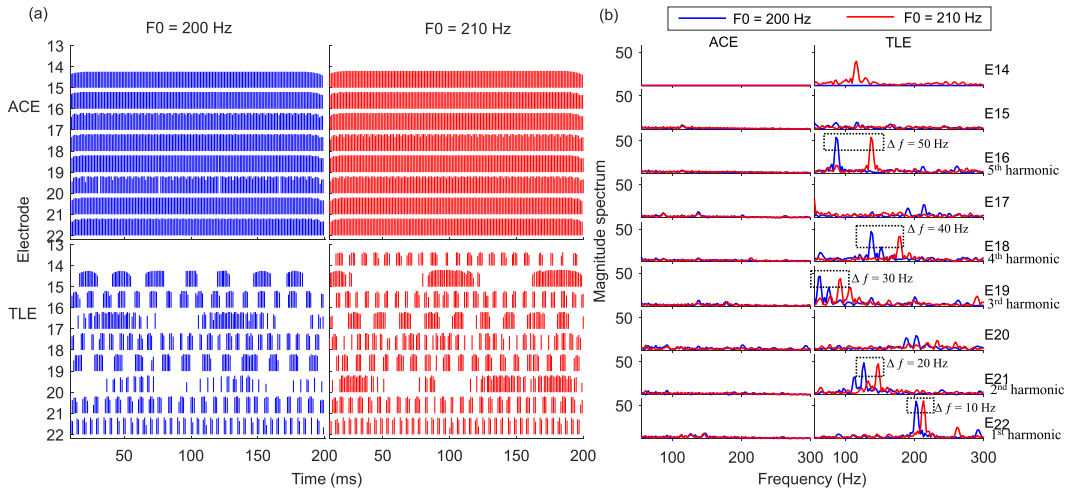 (a)
F0 = 200 Hz
F0 = 210 Hz
Electrode
ACE
13
14
15
16
17
18
19
20
21
22
TLE
13
14
15
16
17
18
19
20
21
22
50
100
150
200
50
100
150
200
Time (ms)
(b)
F0 = 200 Hz
F0 = 210 Hz
ACE
TLE
Magnitude spectrum
50
E14
50
E15
50
Δ f = 50 Hz
E16
5th harmonic
50
E17
50
Δ f = 40 Hz
E18
4th harmonic
50
Δ f = 30 Hz
E19
3rd harmonic
50
E20
50
Δ f = 20 Hz
E21
2nd harmonic
50
Δ f = 10 Hz
E22
1st harmonic
100
200
300
100
200
300
Frequency (Hz)